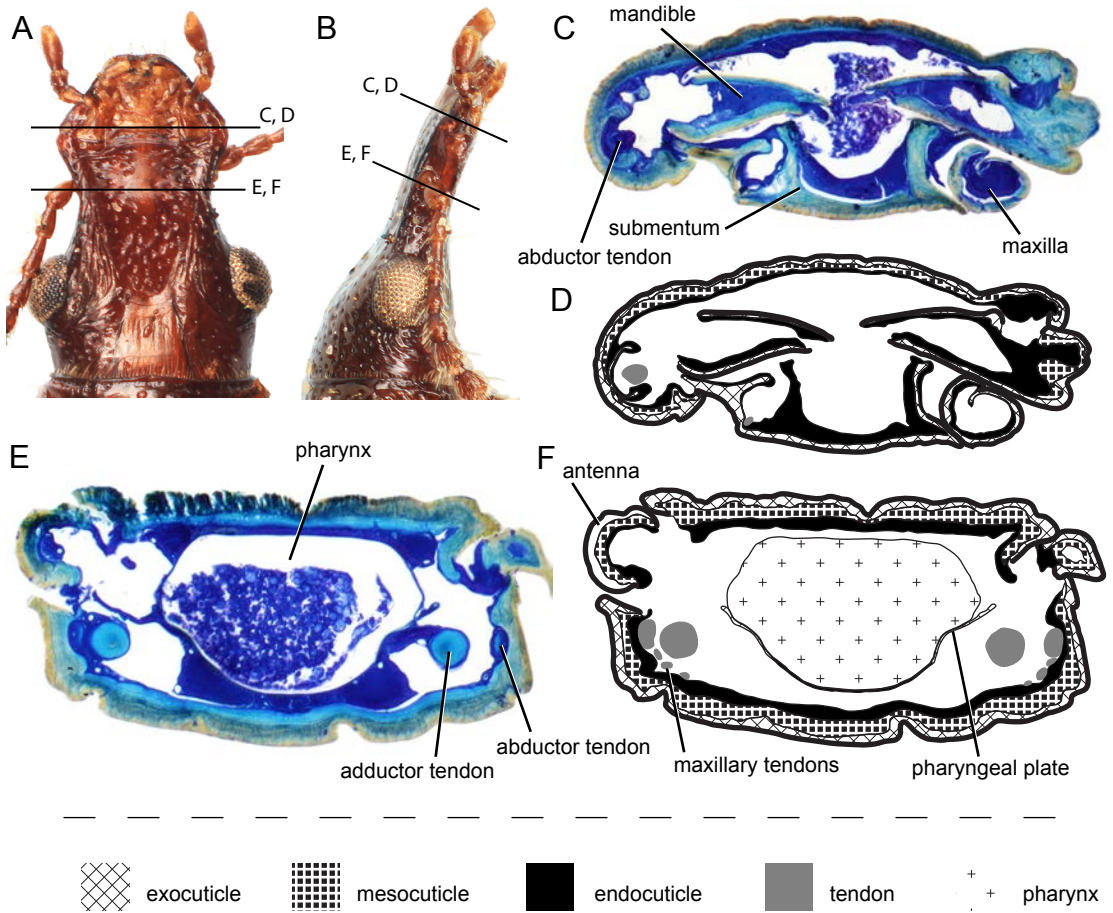 A
B
C
mandible
C, D
C, D
E, F
E, F
submentum
abductor tendon
maxilla
D
E
pharynx
F
antenna
adductor tendon
abductor tendon
maxillary tendons
pharyngeal plate
exocuticle
mesocuticle
endocuticle
tendon
pharynx